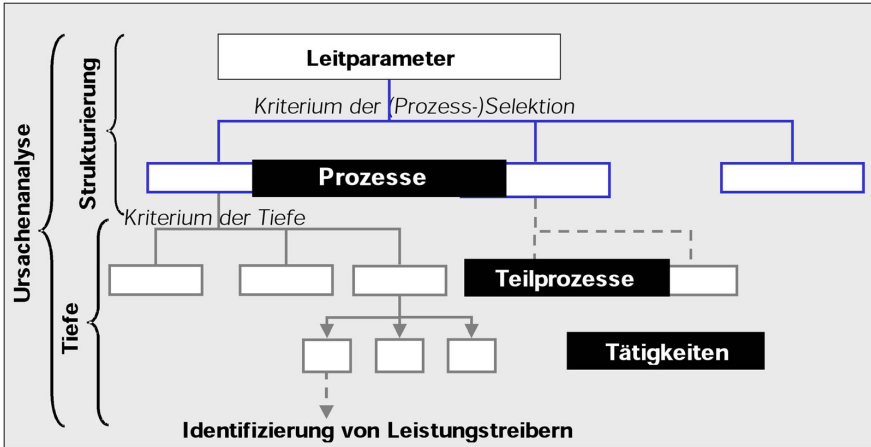 Ursachenanalyse
Strukturierung
Tiefe
Leitparameter
Kriterium der (Prozess-)Selektion
Prozesse
Kriterium der Tiefe
Teilprozesse
Tätigkeiten
Identifizierung von Leistungstreibern